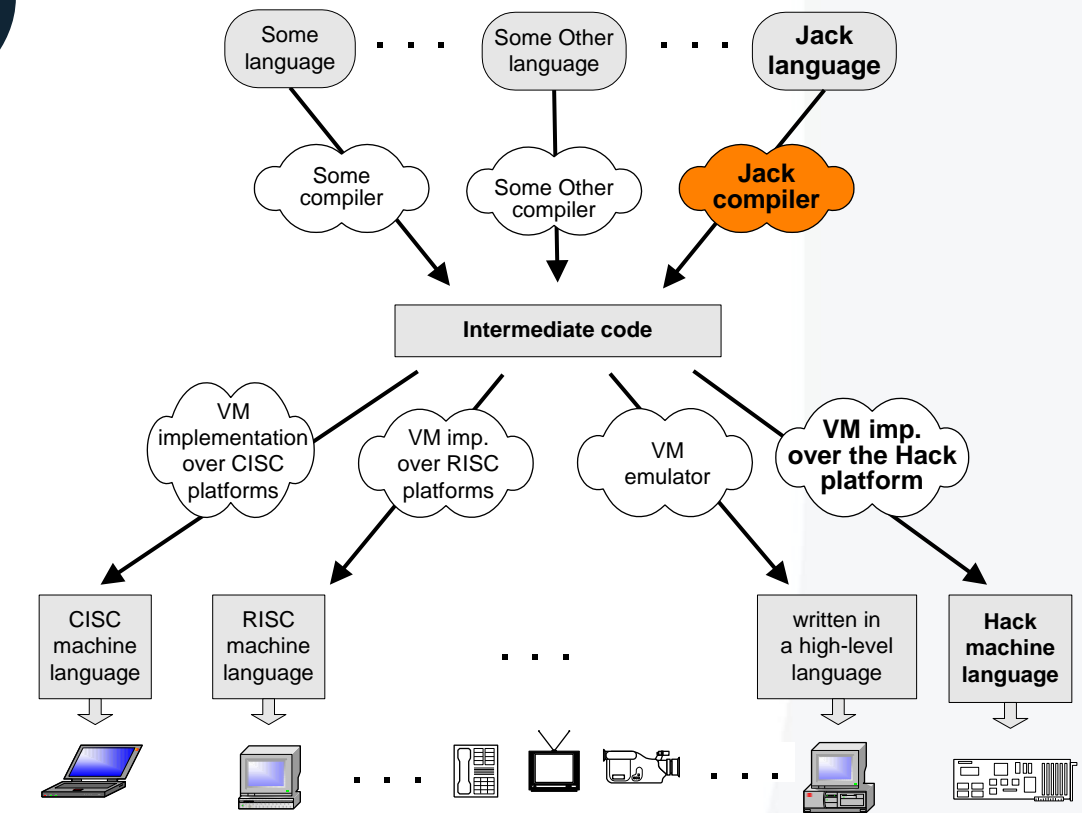 Some
language
. . .
Some Other
language
. . .
Jack
language
Some
compiler
Some Other
compiler
Jack
compiler
Intermediate code
VM
implementation
over CISC
platforms
VM imp.
over RISC
platforms
VM
emulator
VM imp.
over the Hack
platform
CISC
machine
language
RISC
machine
language
. . .
written in
a high-level
language
Hack
machine
language
. . .
. . .